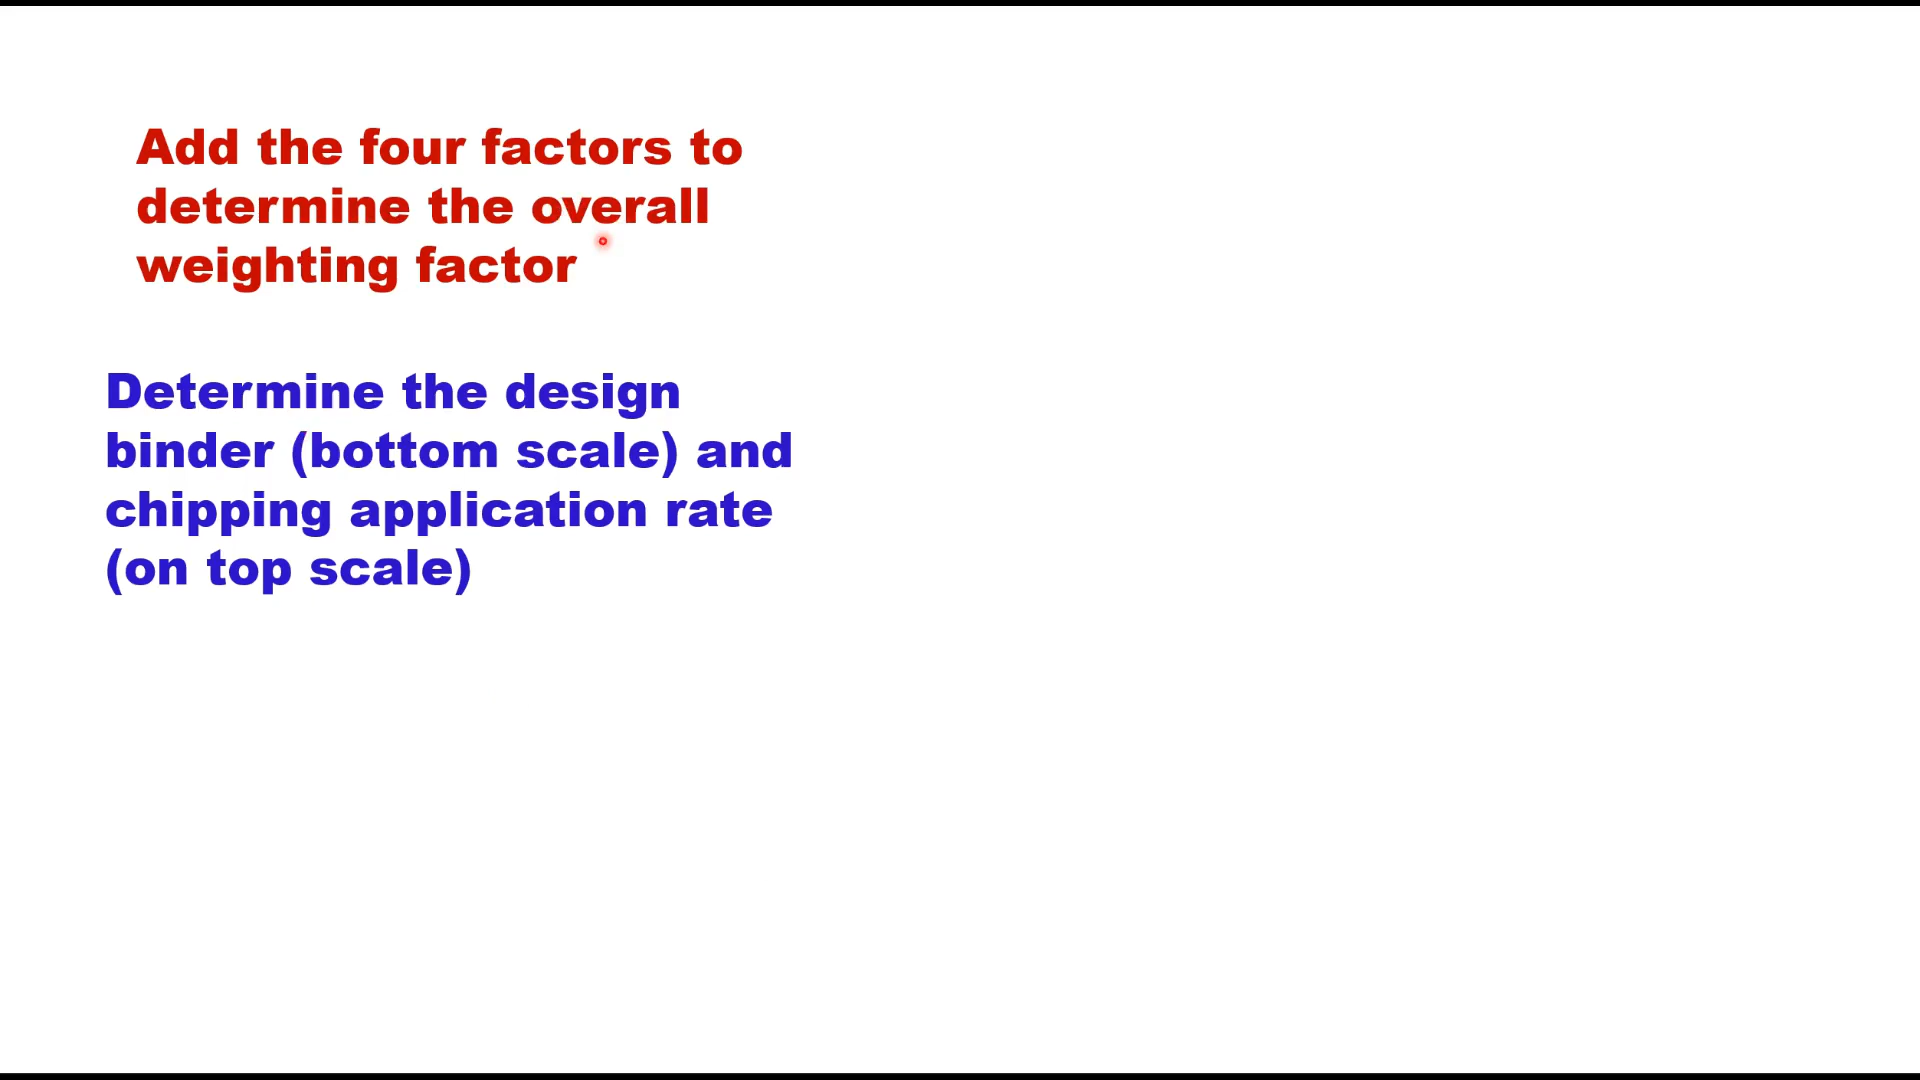 Add the four factors to
determine the overall
weighting factor
Determine the design
binder (bottom scale) and
chipping application rate
(on top scale)